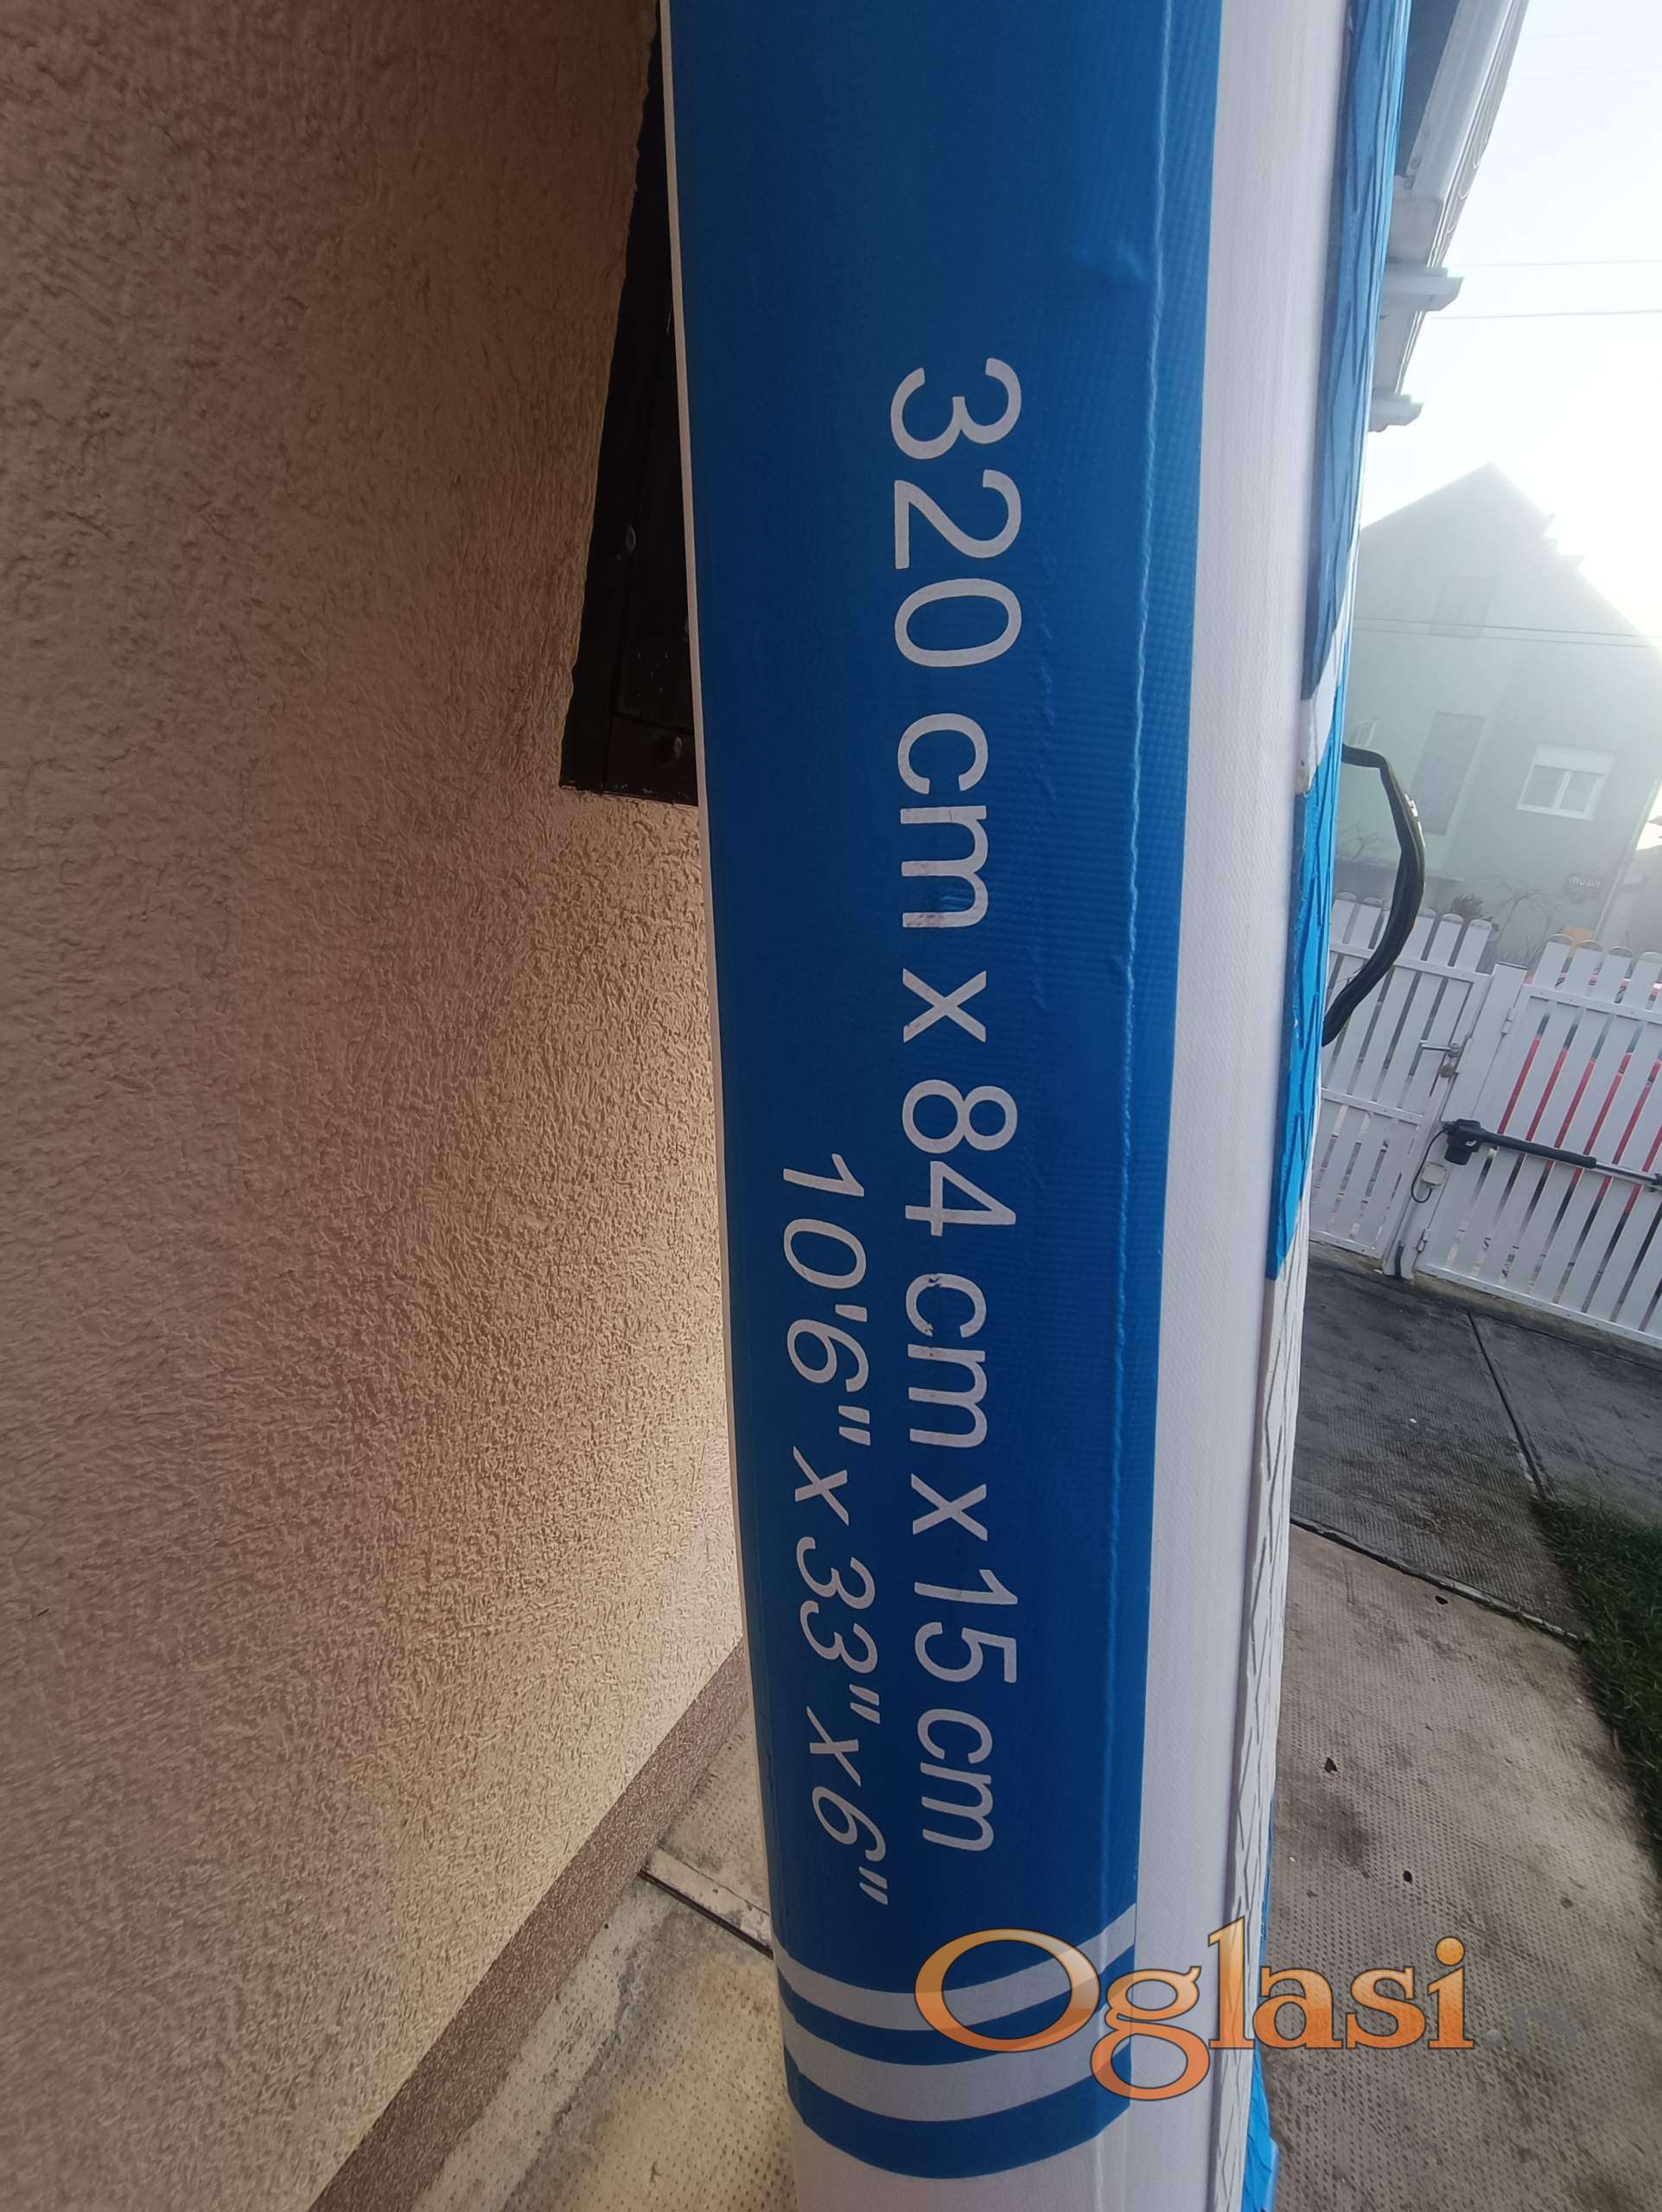 320 cm x 84 cm x 15 cm
10'6" x 33" x 6"
Oglasi